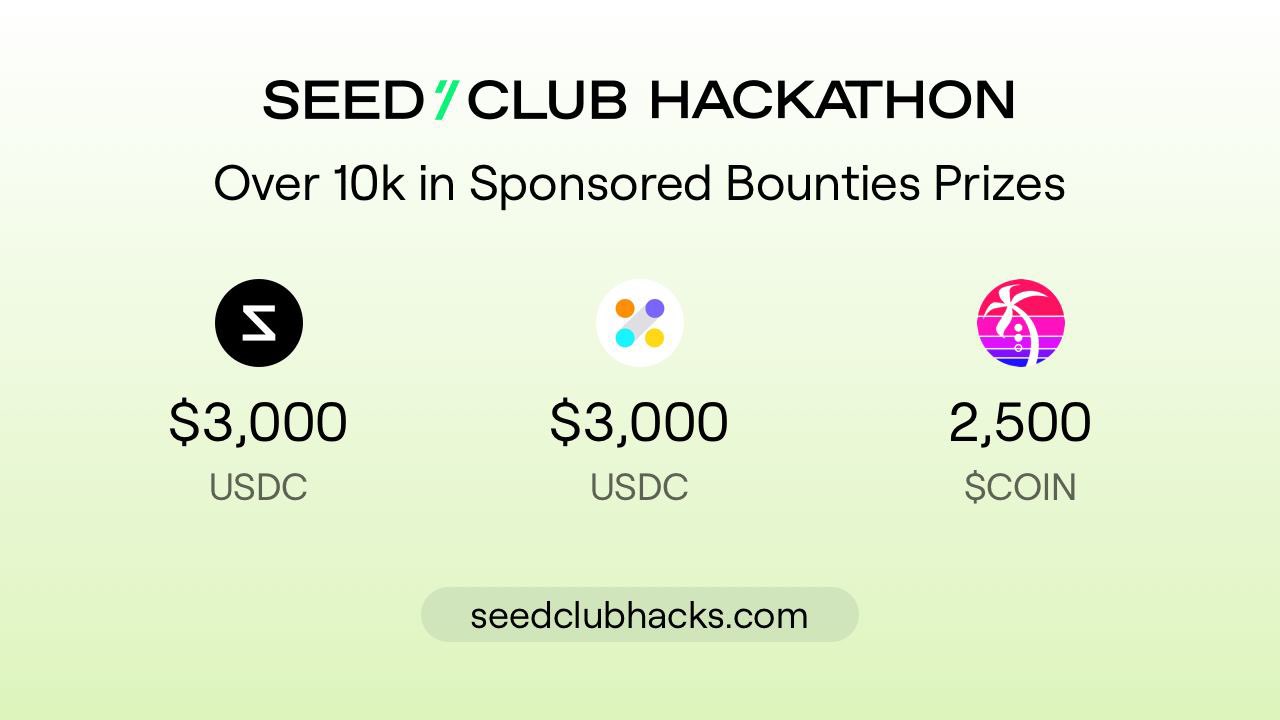 SEED CLUB HACKATHON
Over 10k in Sponsored Bounties Prizes
$3,000
USDC
$3,000
USDC
2,500
$COIN
seedclubhacks.com